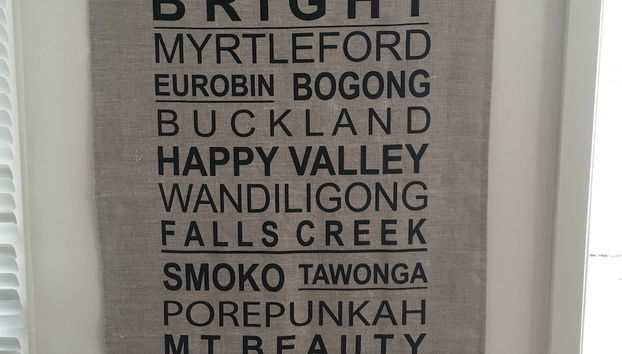 BRIGHT
MYRTLEFORD
EUROBIN BOGONG
BUCKLAND
HAPPY VALLEY
WANDILIGONG
FALLS CREEK
SMOKO TAWONGA
POREPUNKAH
MT BEAUTY